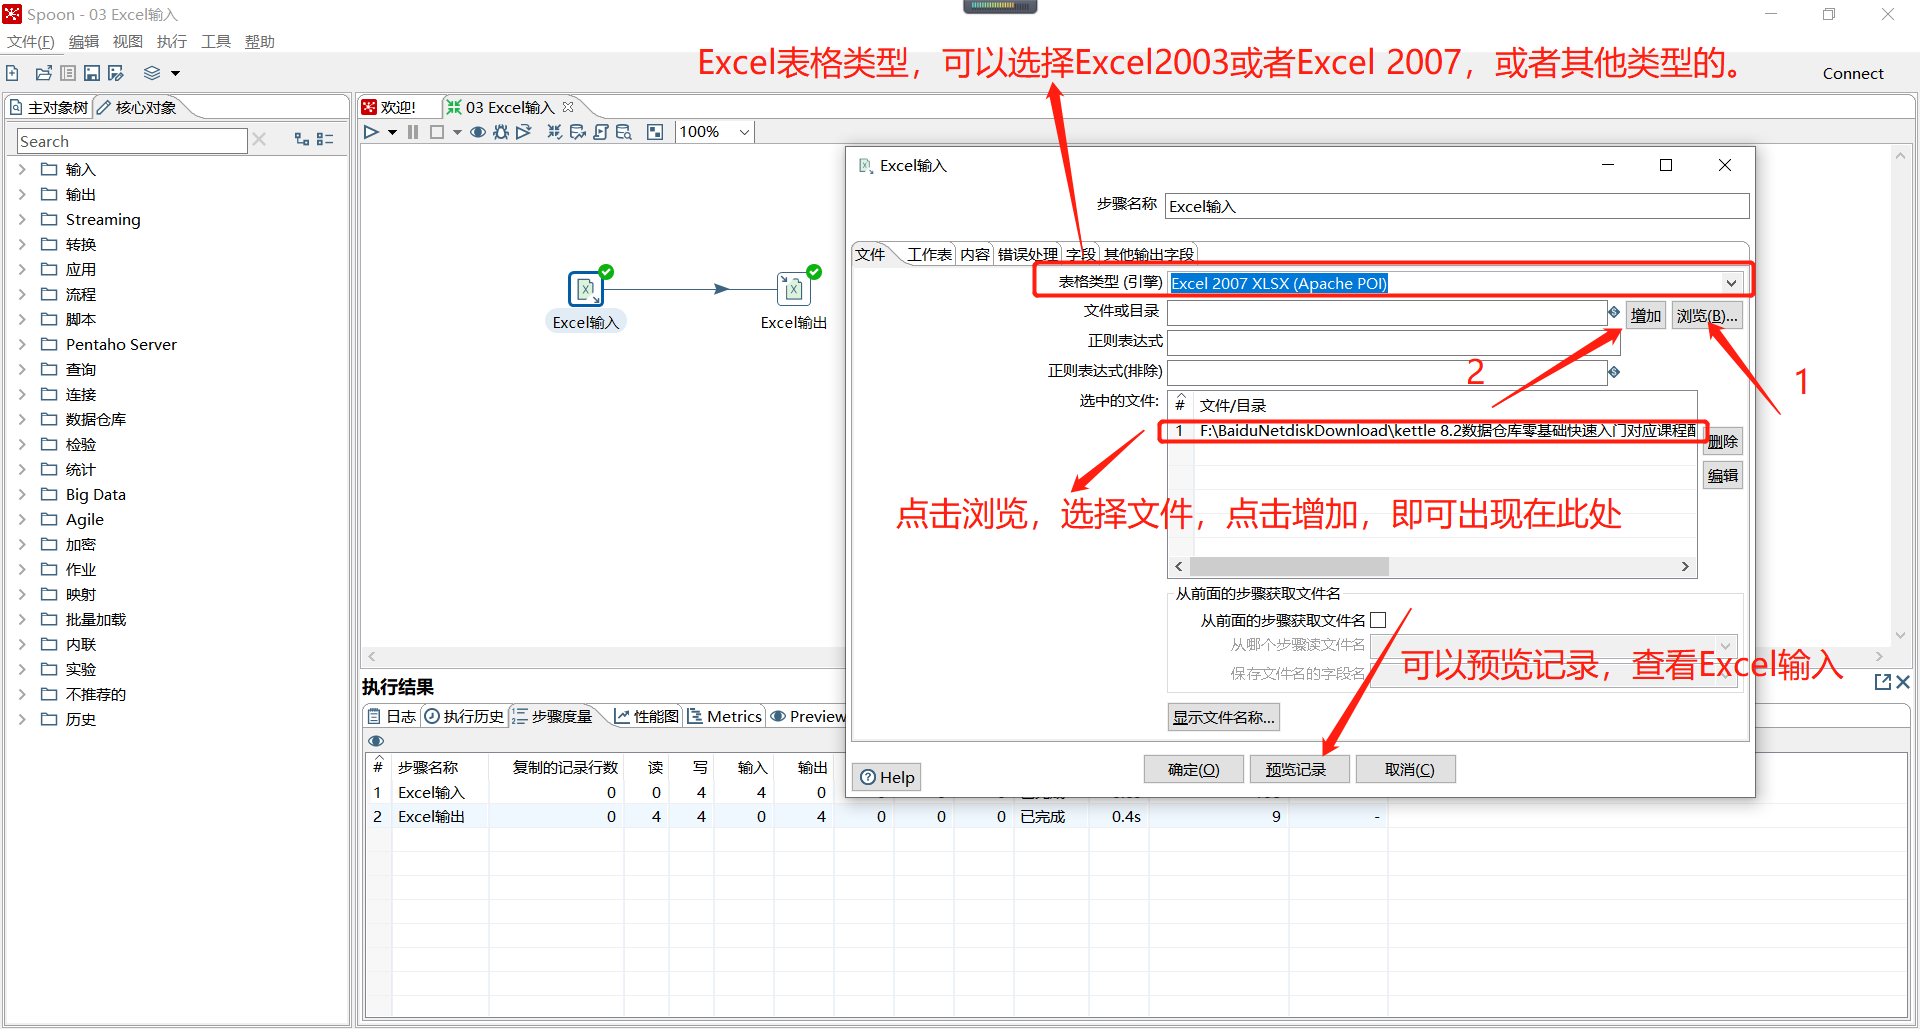 Spoon - 03 Excel输入
文件(F) 编辑 视图 执行 工具 帮助
Excel表格类型，可以选择Excel2003或者Excel 2007，或者其他类型的。
Connect
主对象树 核心对象
欢迎! 03 Excel输入
Search
100%
输入
输出
Streaming
转换
应用
流程
脚本
Pentaho Server
查询
连接
数据仓库
检验
统计
Big Data
Agile
加密
作业
映射
批量加载
内联
实验
不推荐的
历史
Excel输入
Excel输出
Excel输入
步骤名称 Excel输入
文件 工作表 内容 错误处理 字段 其他输出字段
表格类型 (引擎) Excel 2007 XLSX (Apache POI)
文件或目录 增加 浏览(B)...
正则表达式
正则表达式(排除)
2
1
选中的文件: # 文件/目录
1 F:\BaiduNetdiskDownload\kettle 8.2数据仓库零基础快速入门对应课程
删除
编辑
点击浏览，选择文件，点击增加，即可出现在此处
从前面的步骤获取文件名
从前面的步骤获取文件名
从哪个步骤读文件名
保存文件名的字段名
可以预览记录，查看Excel输入
显示文件名称...
Help 确定(O) 预览记录 取消(C)
执行结果
日志 执行历史 步骤度量 性能图 Metrics Preview
# 步骤名称 复制的记录行数 读 写 输入 输出
1 Excel输入 0 0 4 4 0
2 Excel输出 0 4 4 0 4 0 0 0 已完成 0.4s 9 -